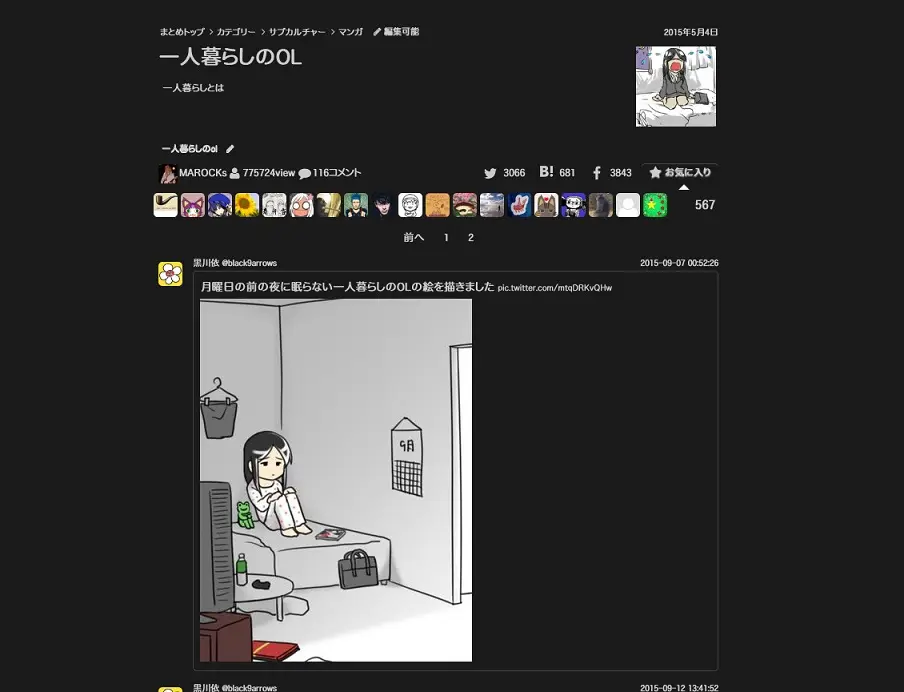 まとめトップ > カテゴリー > サブカルチャー > マンガ 編集可能
2015年5月4日
一人暮らしのOL
一人暮らしとは
一人暮らしのol
MAROCKs 775724view 116コメント
3066 B! 681 f 3843 お気に入り
567
前へ 1 2
黒川依 @black9arrows 2015-09-07 00:52:26
月曜日の前の夜に眠らない一人暮らしのOLの絵を描きました pic.twitter.com/mtqDRKvQHw
9月
黒川依 @black9arrows 2015-09-12 13:41:52